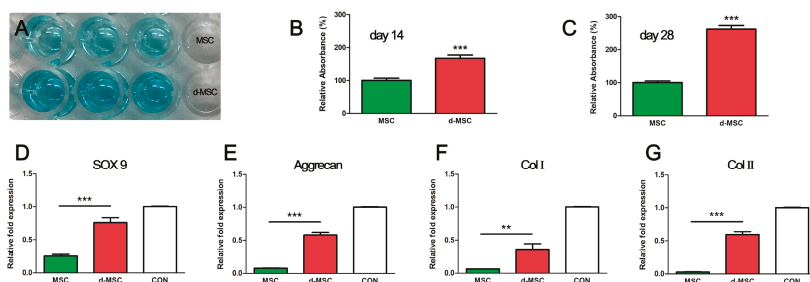 A
MSC
d-MSC
B
day 14
Relative Absorbance (%)
300
200
100
0
***
MSC
d-MSC
C
day 28
Relative Absorbance (%)
300
200
100
0
***
MSC
d-MSC
D
SOX 9
Relative fold expression
1.5
1.0
0.5
0.0
***
MSC
d-MSC
CON
E
Aggrecan
Relative fold expression
1.5
1.0
0.5
0.0
***
MSC
d-MSC
CON
F
Col I
Relative fold expression
1.5
1.0
0.5
0.0
**
MSC
d-MSC
CON
G
Col II
Relative fold expression
1.5
1.0
0.5
0.0
***
MSC
d-MSC
CON